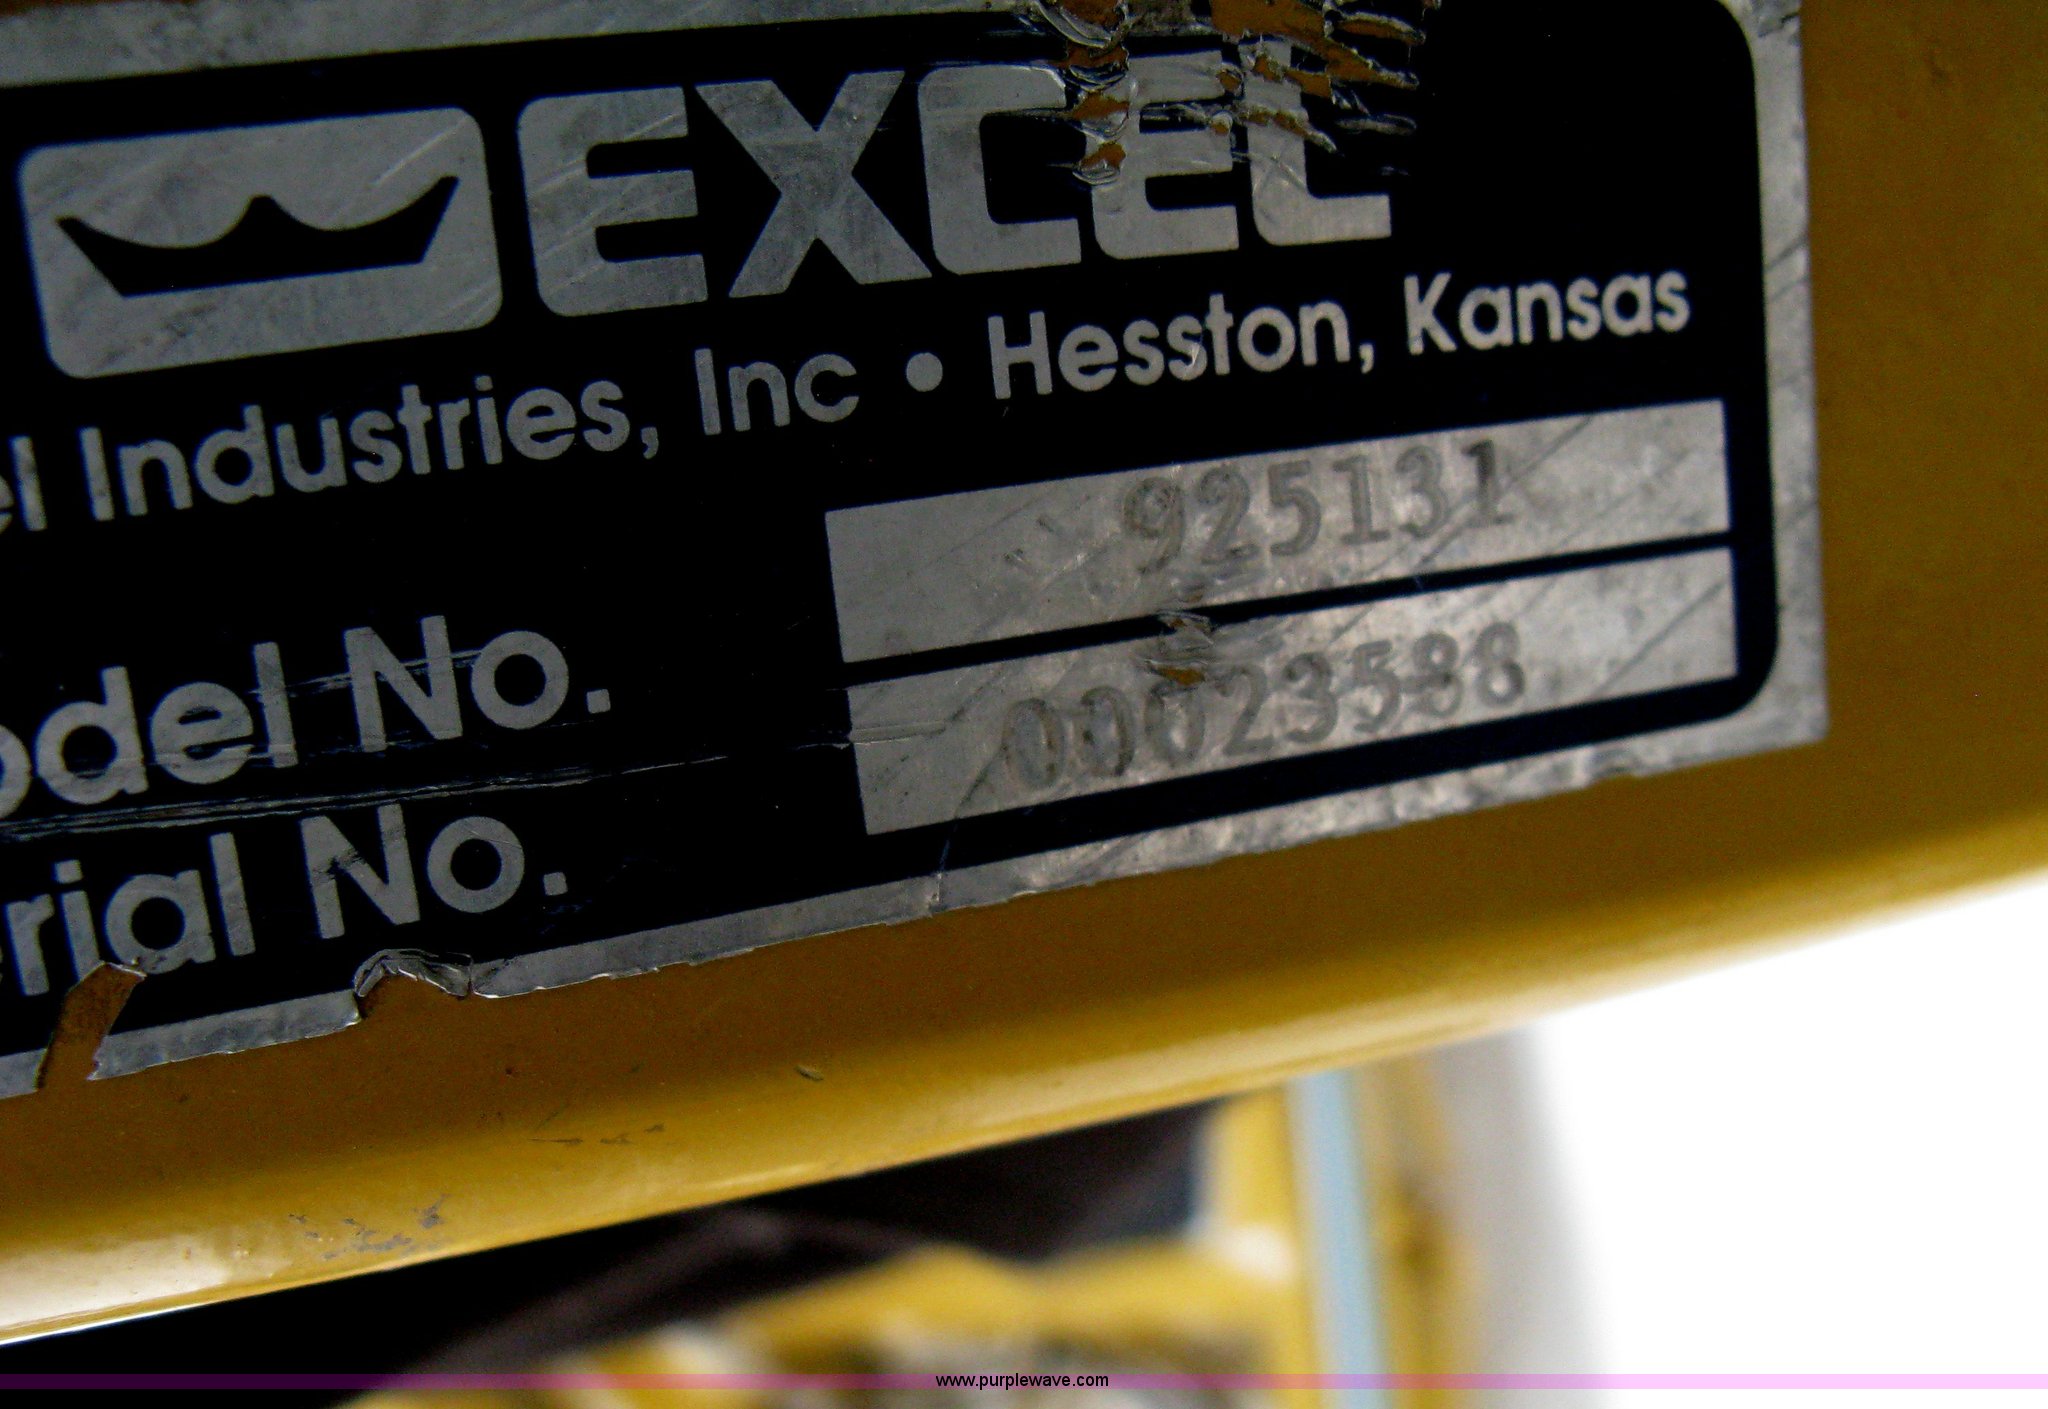 EXCEL
el Industries, Inc • Hesston, Kansas
odel No. 925131
erial No. 00023588
www.purplewave.com